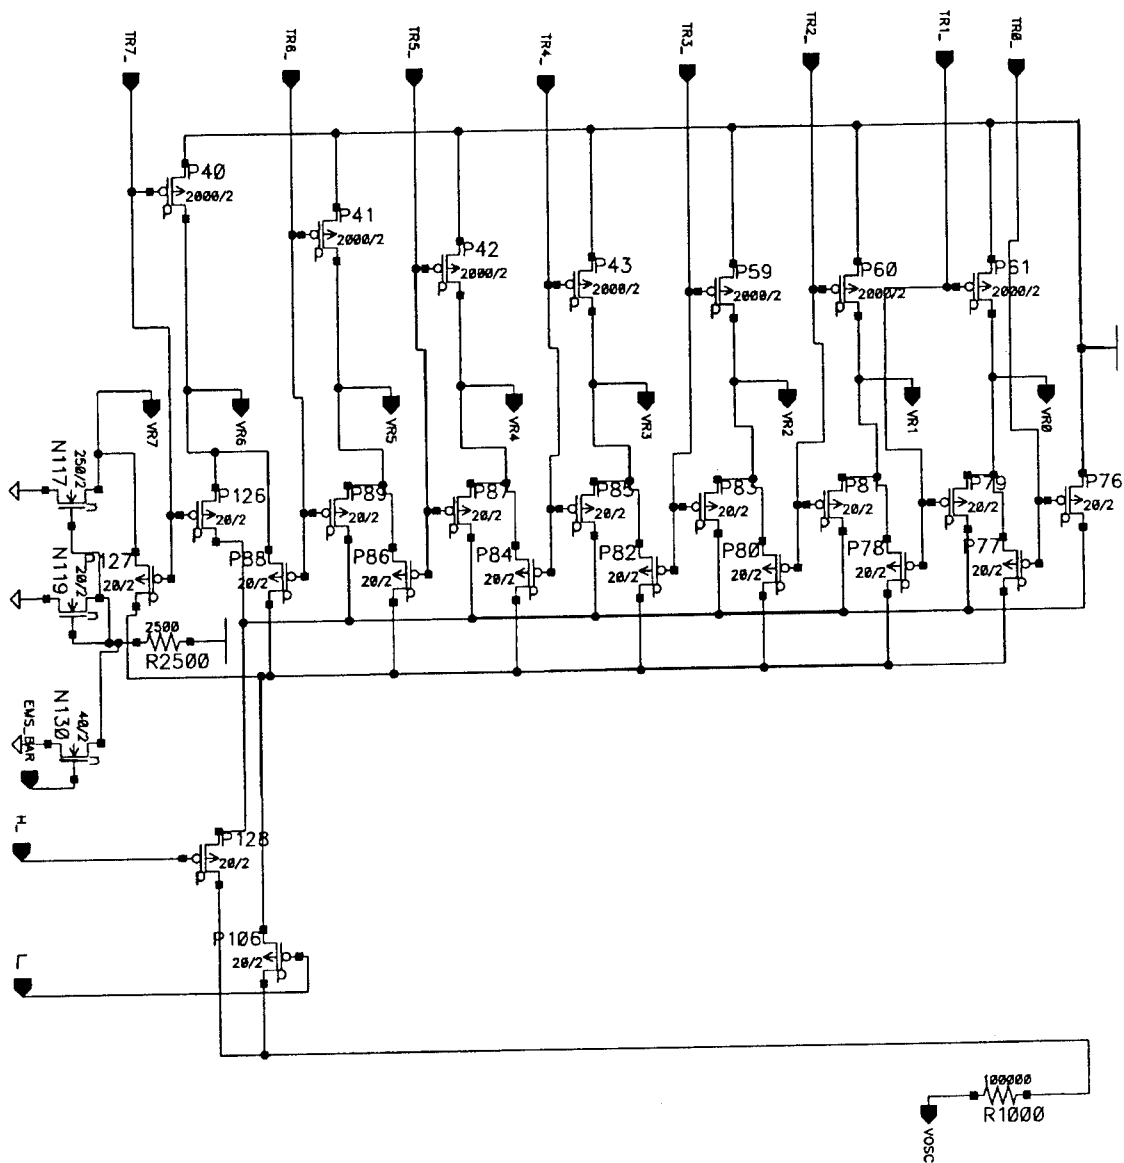 TR7_
TR6_
TR5_
TR4_
TR3_
TR2_
TR1_
TR0_
P40
2000/2
P41
2000/2
P42
2000/2
P43
2000/2
P59
2000/2
P60
2000/2
P61
2000/2
VR7
VR6
VR5
VR4
VR3
VR2
VR1
VR0
N117
250/2
P126
20/2
P89
20/2
P87
20/2
P85
20/2
P83
20/2
P81
20/2
P79
20/2
P76
20/2
N119
20/2
P127
20/2
P88
20/2
P86
20/2
P84
20/2
P82
20/2
P80
20/2
P78
20/2
P77
20/2
2500
R2500
N130
40/2
EWS_BAR
H_
P128
20/2
L_
P106
20/2
100000
R1000
VOSC